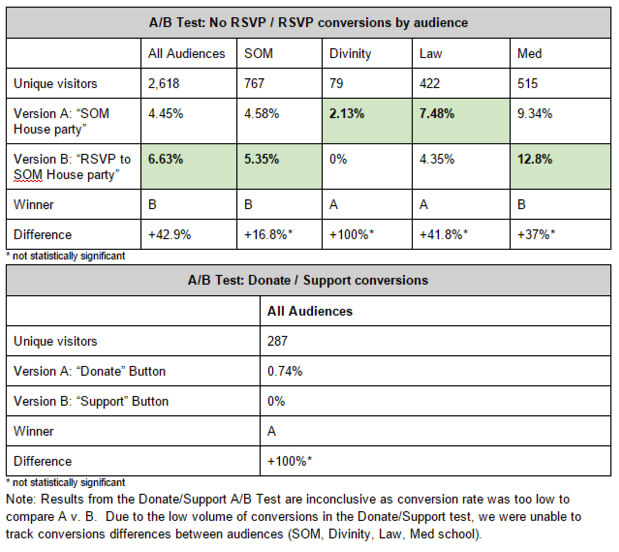 A/B Test: No RSVP / RSVP conversions by audience
All Audiences SOM Divinity Law Med
Unique visitors 2,618 767 79 422 515
Version A: “SOM House party” 4.45% 4.58% 2.13% 7.48% 9.34%
Version B: “RSVP to SOM House party” 6.63% 5.35% 0% 4.35% 12.8%
Winner B B A A B
Difference +42.9% +16.8%* +100%* +41.8%* +37%*
* not statistically significant
A/B Test: Donate / Support conversions
All Audiences
Unique visitors 287
Version A: “Donate” Button 0.74%
Version B: “Support” Button 0%
Winner A
Difference +100%*
* not statistically significant
Note: Results from the Donate/Support A/B Test are inconclusive as conversion rate was too low to
compare A v. B.  Due to the low volume of conversions in the Donate/Support test, we were unable to
track conversions differences between audiences (SOM, Divinity, Law, Med school).